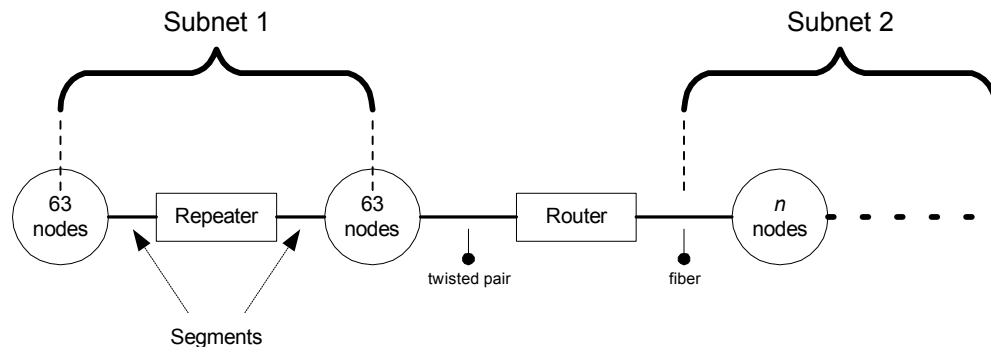 Subnet 1
Subnet 2
63
nodes
Repeater
63
nodes
Router
n
nodes
twisted pair
fiber
Segments